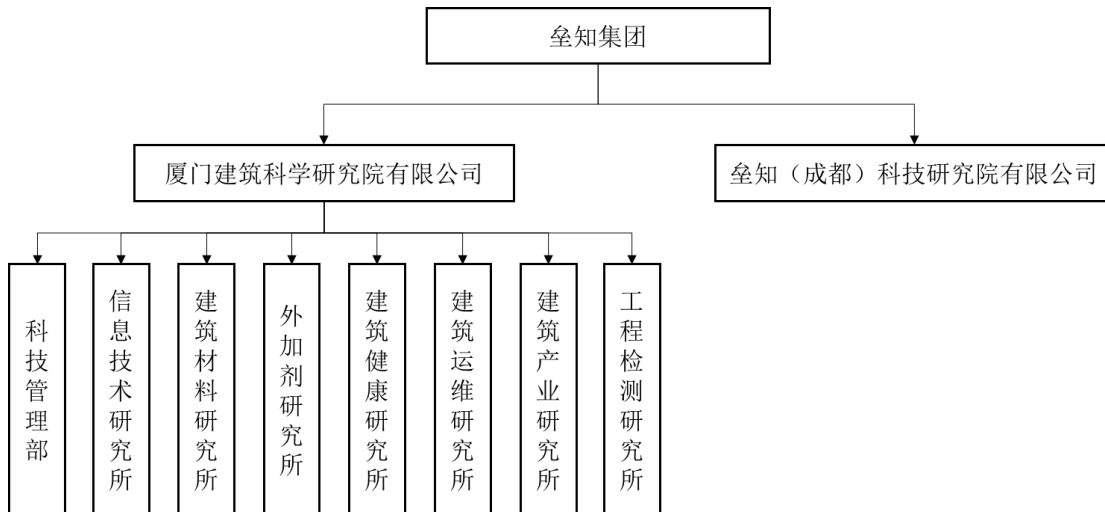 垒知集团
厦门建筑科学研究院有限公司
垒知（成都）科技研究院有限公司
科技管理部
信息技术研究所
建筑材料研究所
外加剂研究所
建筑健康研究所
建筑运维研究所
建筑产业研究所
工程检测研究所